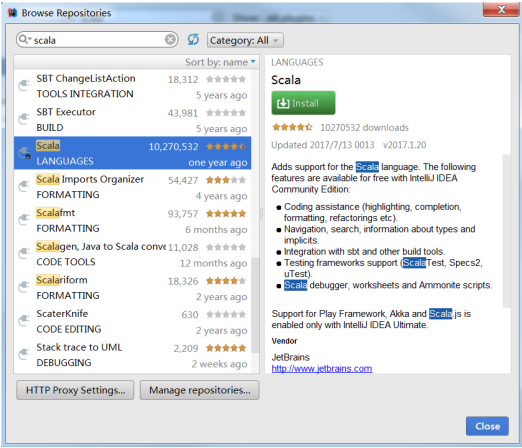 Browse Repositories
scala
Category: All
Sort by: name
SBT ChangeListAction 18,312
TOOLS INTEGRATION 5 years ago
SBT Executor 43,981
BUILD 5 years ago
Scala 10,270,532
LANGUAGES one year ago
Scala Imports Organizer 54,427
FORMATTING 4 years ago
Scalafmt 93,757
FORMATTING 6 months ago
Scalagen, Java to Scala conve 11,028
CODE TOOLS 12 months ago
Scalariform 18,326
FORMATTING 2 years ago
ScaterKnife 630
CODE EDITING 2 years ago
Stack trace to UML 2,209
DEBUGGING 2 weeks ago
HTTP Proxy Settings...
Manage repositories...
LANGUAGES
Scala
Install
10270532 downloads
Updated 2017/7/13 0013 v2017.1.20
Adds support for the Scala language. The following
features are available for free with IntelliJ IDEA
Community Edition:
• Coding assistance (highlighting, completion,
formatting, refactorings etc).
• Navigation, search, information about types and
implicits.
• Integration with sbt and other build tools.
• Testing frameworks support (ScalaTest, Specs2,
uTest).
• Scala debugger, worksheets and Ammonite scripts.
Support for Play Framework, Akka and Scala.js is
enabled only with IntelliJ IDEA Ultimate.
Vendor
JetBrains
http://www.jetbrains.com
Close